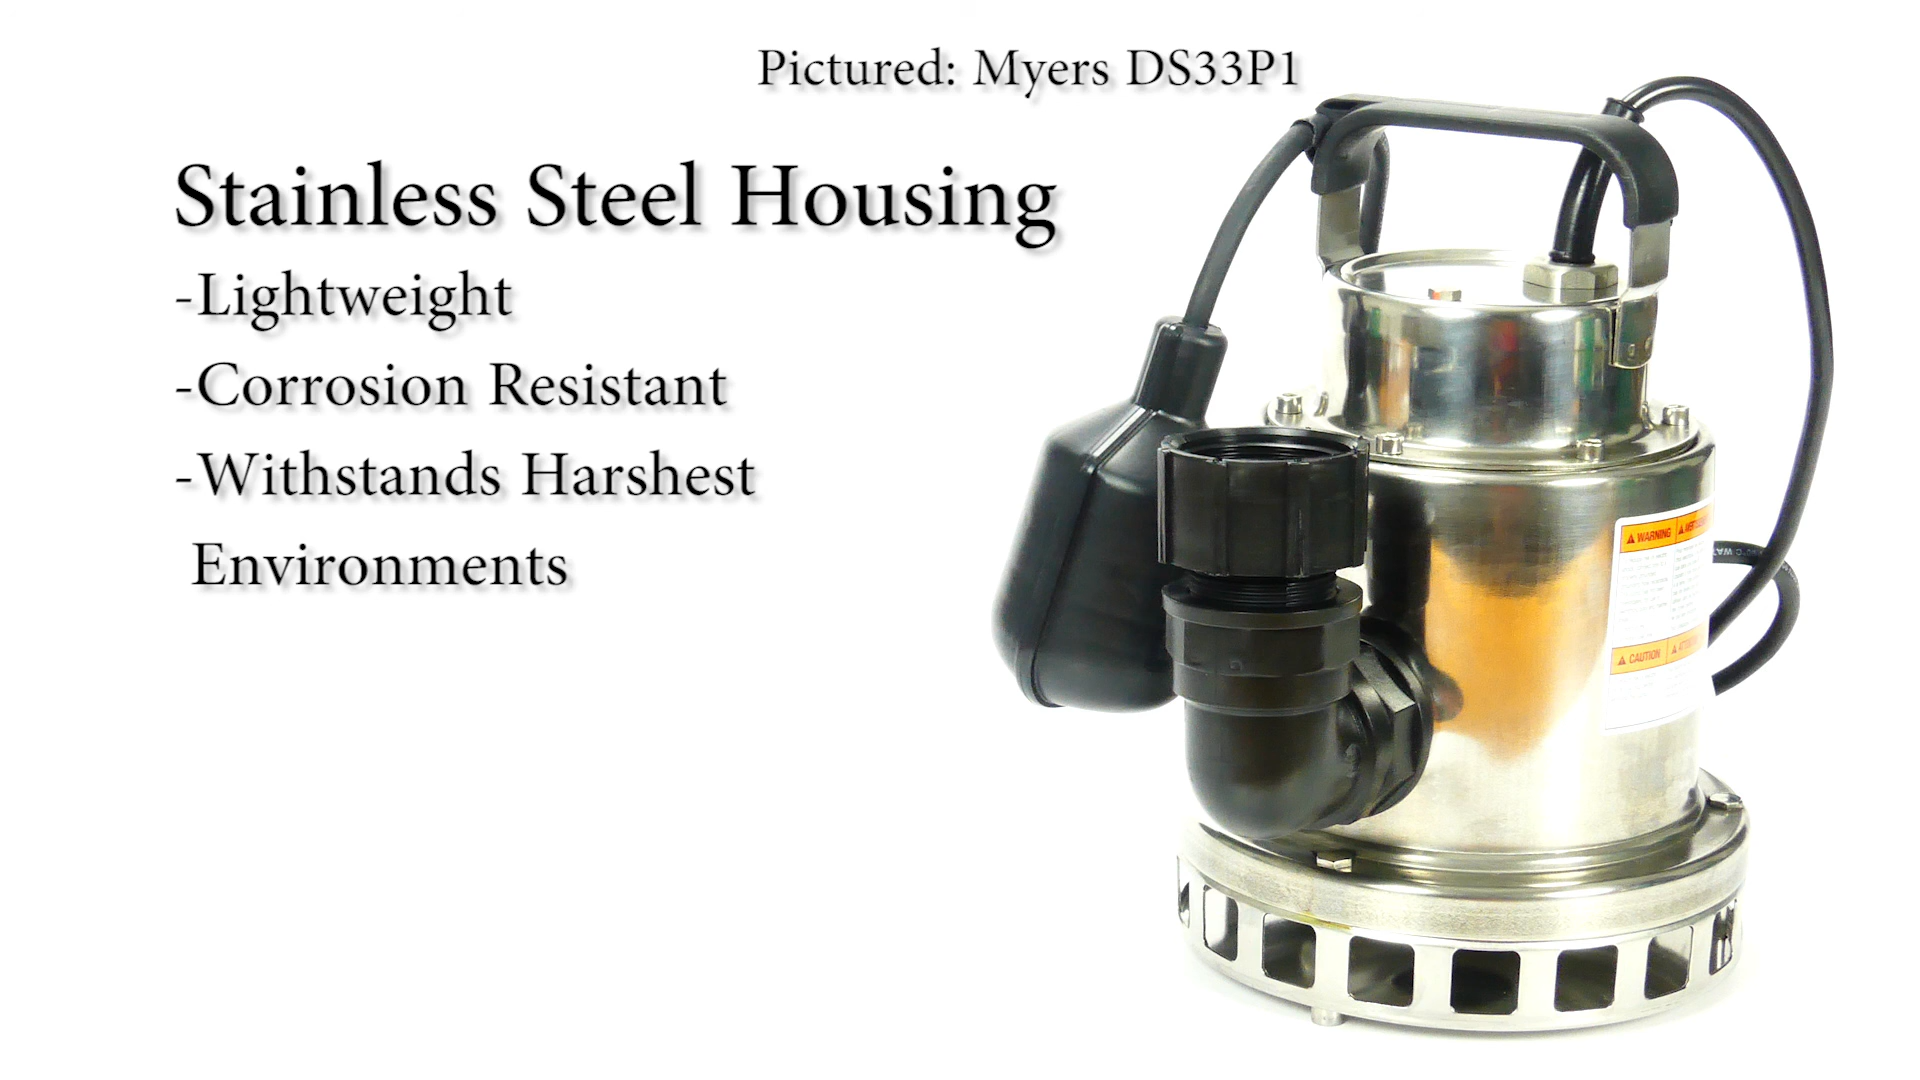 Pictured: Myers DS33P1
Stainless Steel Housing
-Lightweight
-Corrosion Resistant
-Withstands Harshest
Environments
WARNING
CAUTION